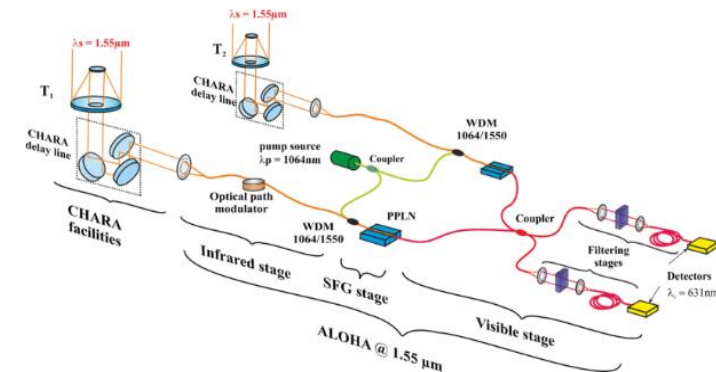 λs = 1.55μm
T1
CHARA
delay line
λs = 1.55μm
T2
CHARA
delay line
pump source
λp = 1064nm
Coupler
WDM
1064/1550
Optical path
modulator
WDM
1064/1550
PPLN
Coupler
CHARA
facilities
Infrared stage
SFG stage
Visible stage
Filtering
stages
Detectors
λi = 631nm
ALOHA @ 1.55 μm